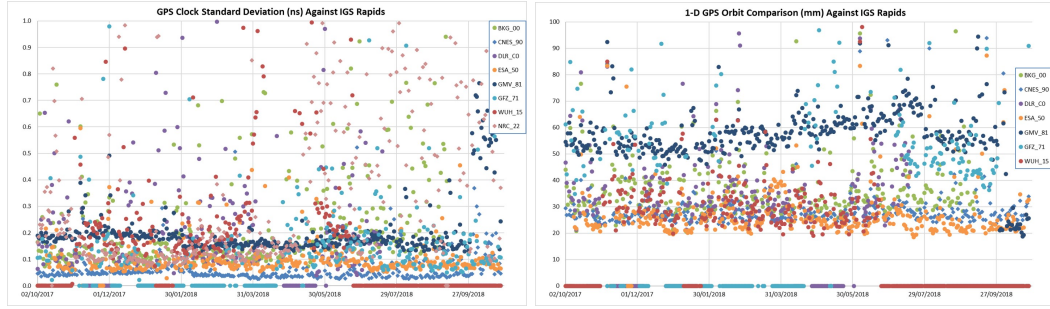 GPS Clock Standard Deviation (ns) Against IGS Rapids
1.0
0.9
0.8
0.7
0.6
0.5
0.4
0.3
0.2
0.1
0.0
BKG_00
CNES_90
DLR_C0
ESA_50
GMV_81
GFZ_71
WUH_15
NRC_22
02/10/2017 01/12/2017 30/01/2018 31/03/2018 30/05/2018 29/07/2018 27/09/2018
1-D GPS Orbit Comparison (mm) Against IGS Rapids
100
90
80
70
60
50
40
30
20
10
0
BKG_00
CNES_90
DLR_C0
ESA_50
GMV_81
GFZ_71
WUH_15
02/10/2017 01/12/2017 30/01/2018 31/03/2018 30/05/2018 29/07/2018 27/09/2018